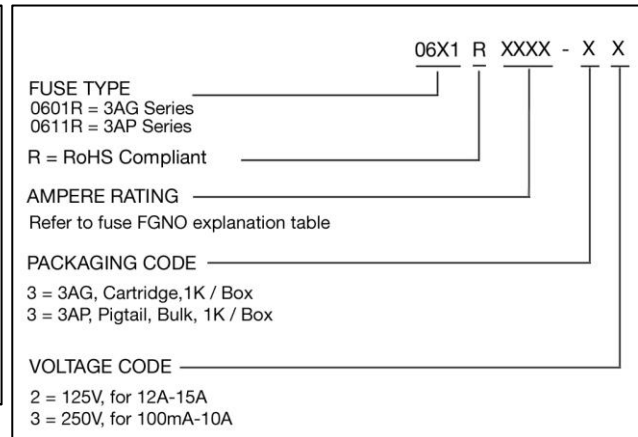 06X1 R XXXX - X X
FUSE TYPE
0601R = 3AG Series
0611R = 3AP Series
R = RoHS Compliant
AMPERE RATING
Refer to fuse FGNO explanation table
PACKAGING CODE
3 = 3AG, Cartridge,1K / Box
3 = 3AP, Pigtail, Bulk, 1K / Box
VOLTAGE CODE
2 = 125V, for 12A-15A
3 = 250V, for 100mA-10A